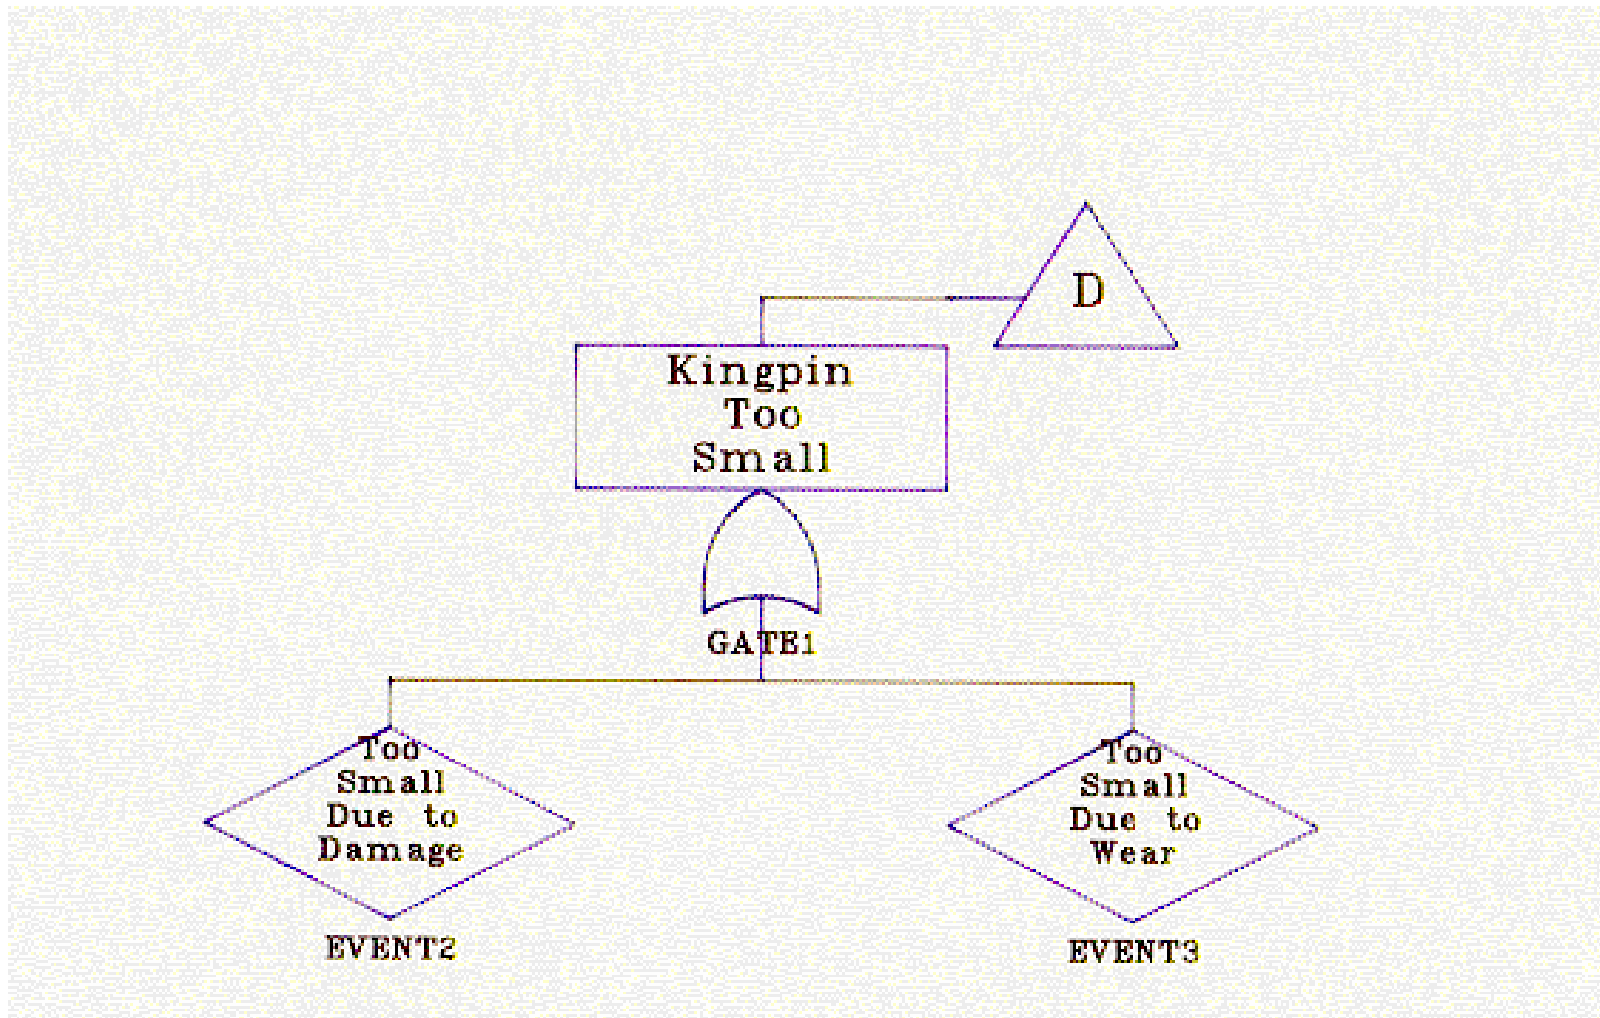 D
Kingpin
Too
Small
GATE1
Too
Small
Due to
Damage
EVENT2
Too
Small
Due to
Wear
EVENT3